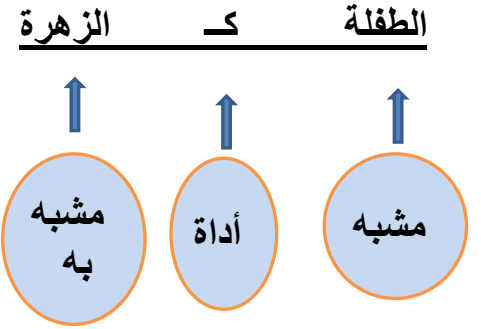 الطفلة كـ الزهرة
مشبه
أداة
مشبه
به